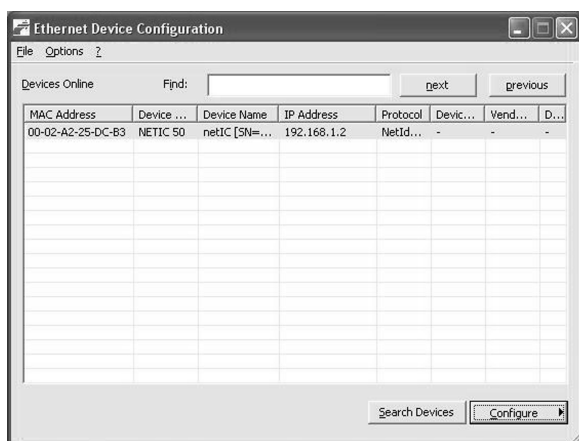 Ethernet Device Configuration
File Options ?
Devices Online Find: next previous
MAC Address Device ... Device Name IP Address Protocol Devic... Vend... D...
00-02-A2-25-DC-B3 NETIC 50 netIC [SN=... 192.168.1.2 NetId... - - -
Search Devices Configure